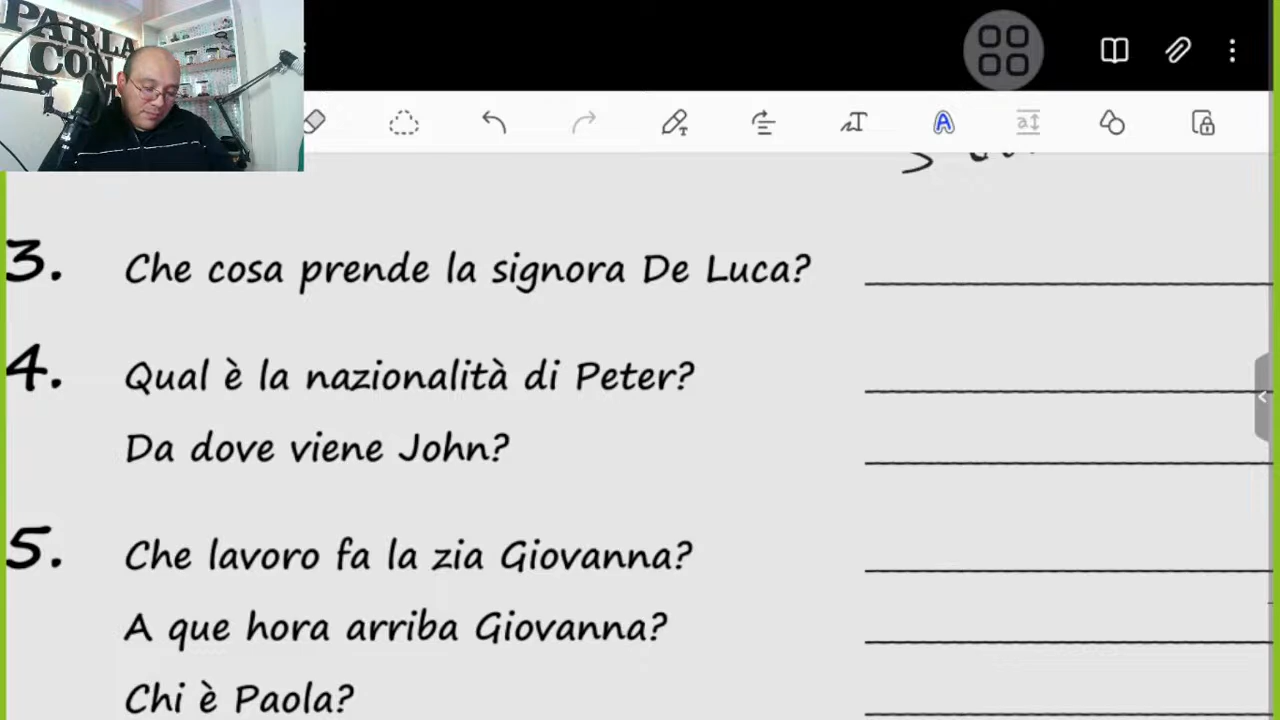 PARLA
CON
3. Che cosa prende la signora De Luca?
4. Qual è la nazionalità di Peter?
Da dove viene John?
5. Che lavoro fa la zia Giovanna?
A que hora arriba Giovanna?
Chi è Paola?